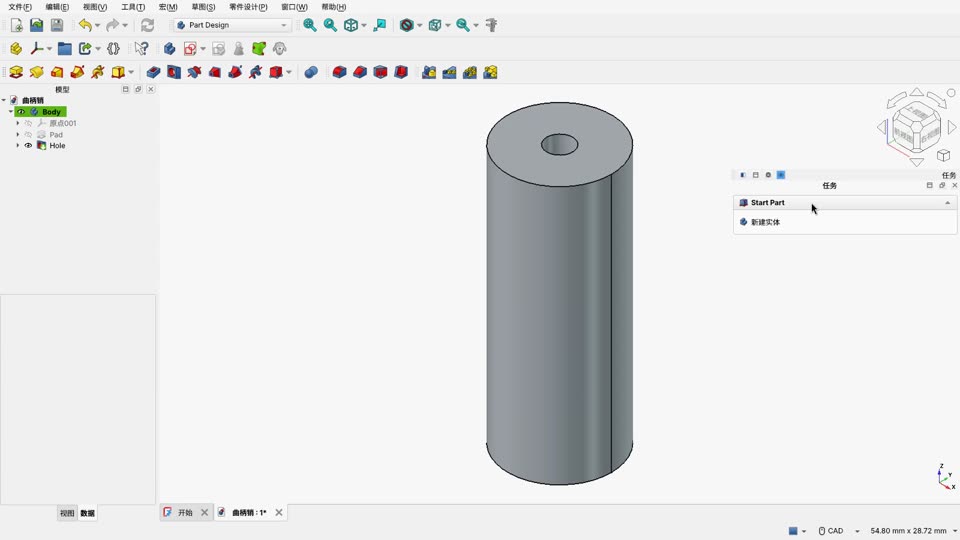 文件(F) 编辑(E) 视图(V) 工具(T) 宏(M) 草图(S) 零件设计(P) 窗口(W) 帮助(H)
Part Design
模型
曲柄销
Body
原点001
Pad
Hole
任务
任务
Start Part
新建实体
Z
Y
X
视图 数据
开始 曲柄销 : 1*
CAD 54.80 mm x 28.72 mm